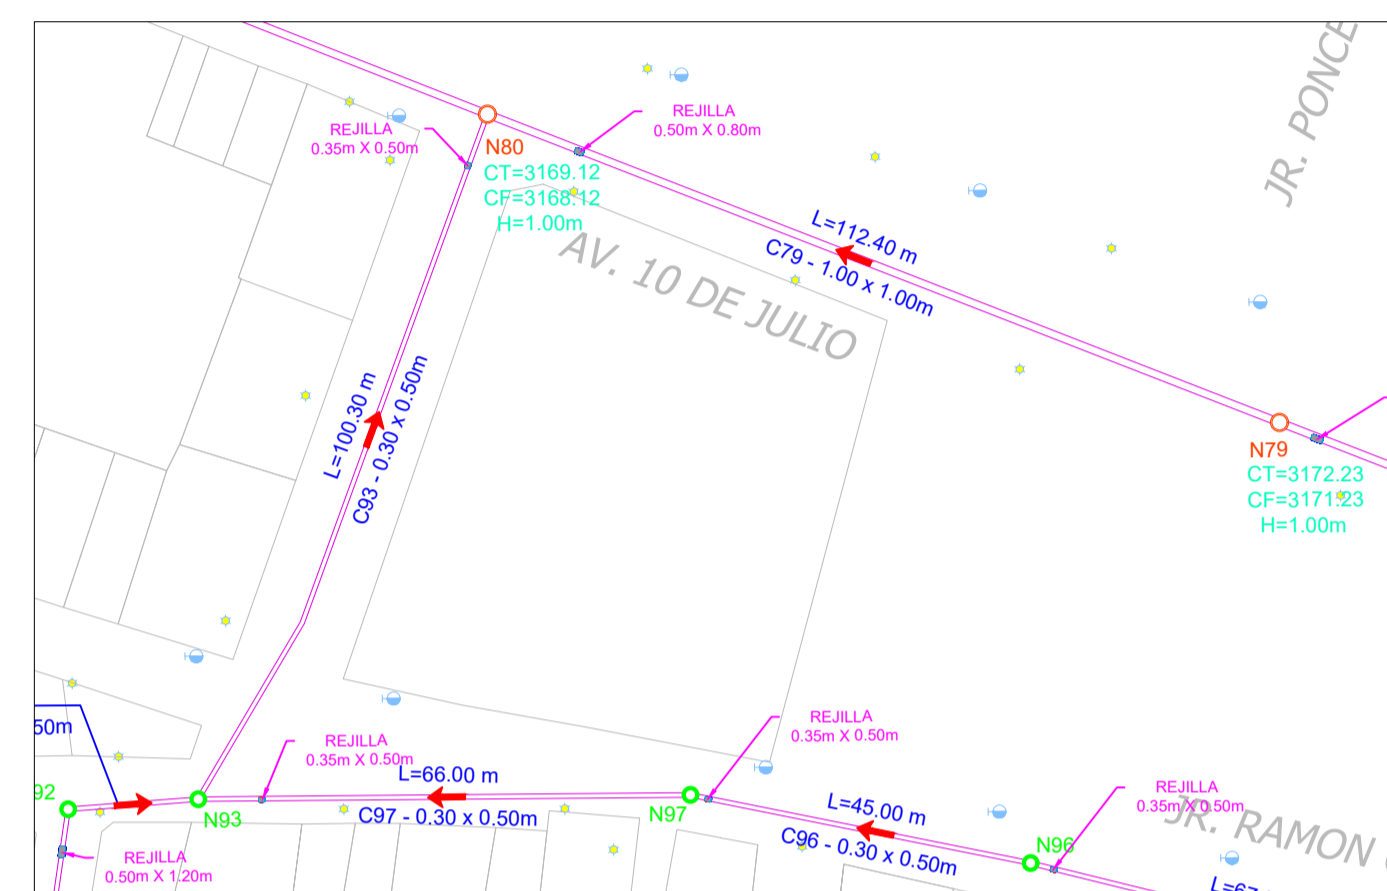 JR. PONCE
REJILLA
0.50m X 0.80m
REJILLA
0.35m X 0.50m
N80
CT=3169.12
CF=3168.12
H=1.00m
L=112.40 m
C79 - 1.00 x 1.00m
AV. 10 DE JULIO
L=100.30 m
C93 - 0.30 x 0.50m
N79
CT=3172.23
CF=3171.23
H=1.00m
50m
REJILLA
0.35m X 0.50m
REJILLA
0.35m X 0.50m
L=66.00 m
C97 - 0.30 x 0.50m
92
N93
N97
L=45.00 m
C96 - 0.30 x 0.50m
REJILLA
0.35m X 0.50m
JR. RAMON
N96
REJILLA
0.50m X 1.20m
L=67